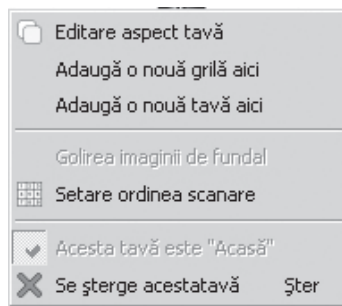 Editare aspect tavă
Adaugă o nouă grilă aici
Adaugă o nouă tavă aici
Golirea imaginii de fundal
Setare ordinea scanare
Acesta tavă este "Acasă"
Se şterge acestatavă Şter